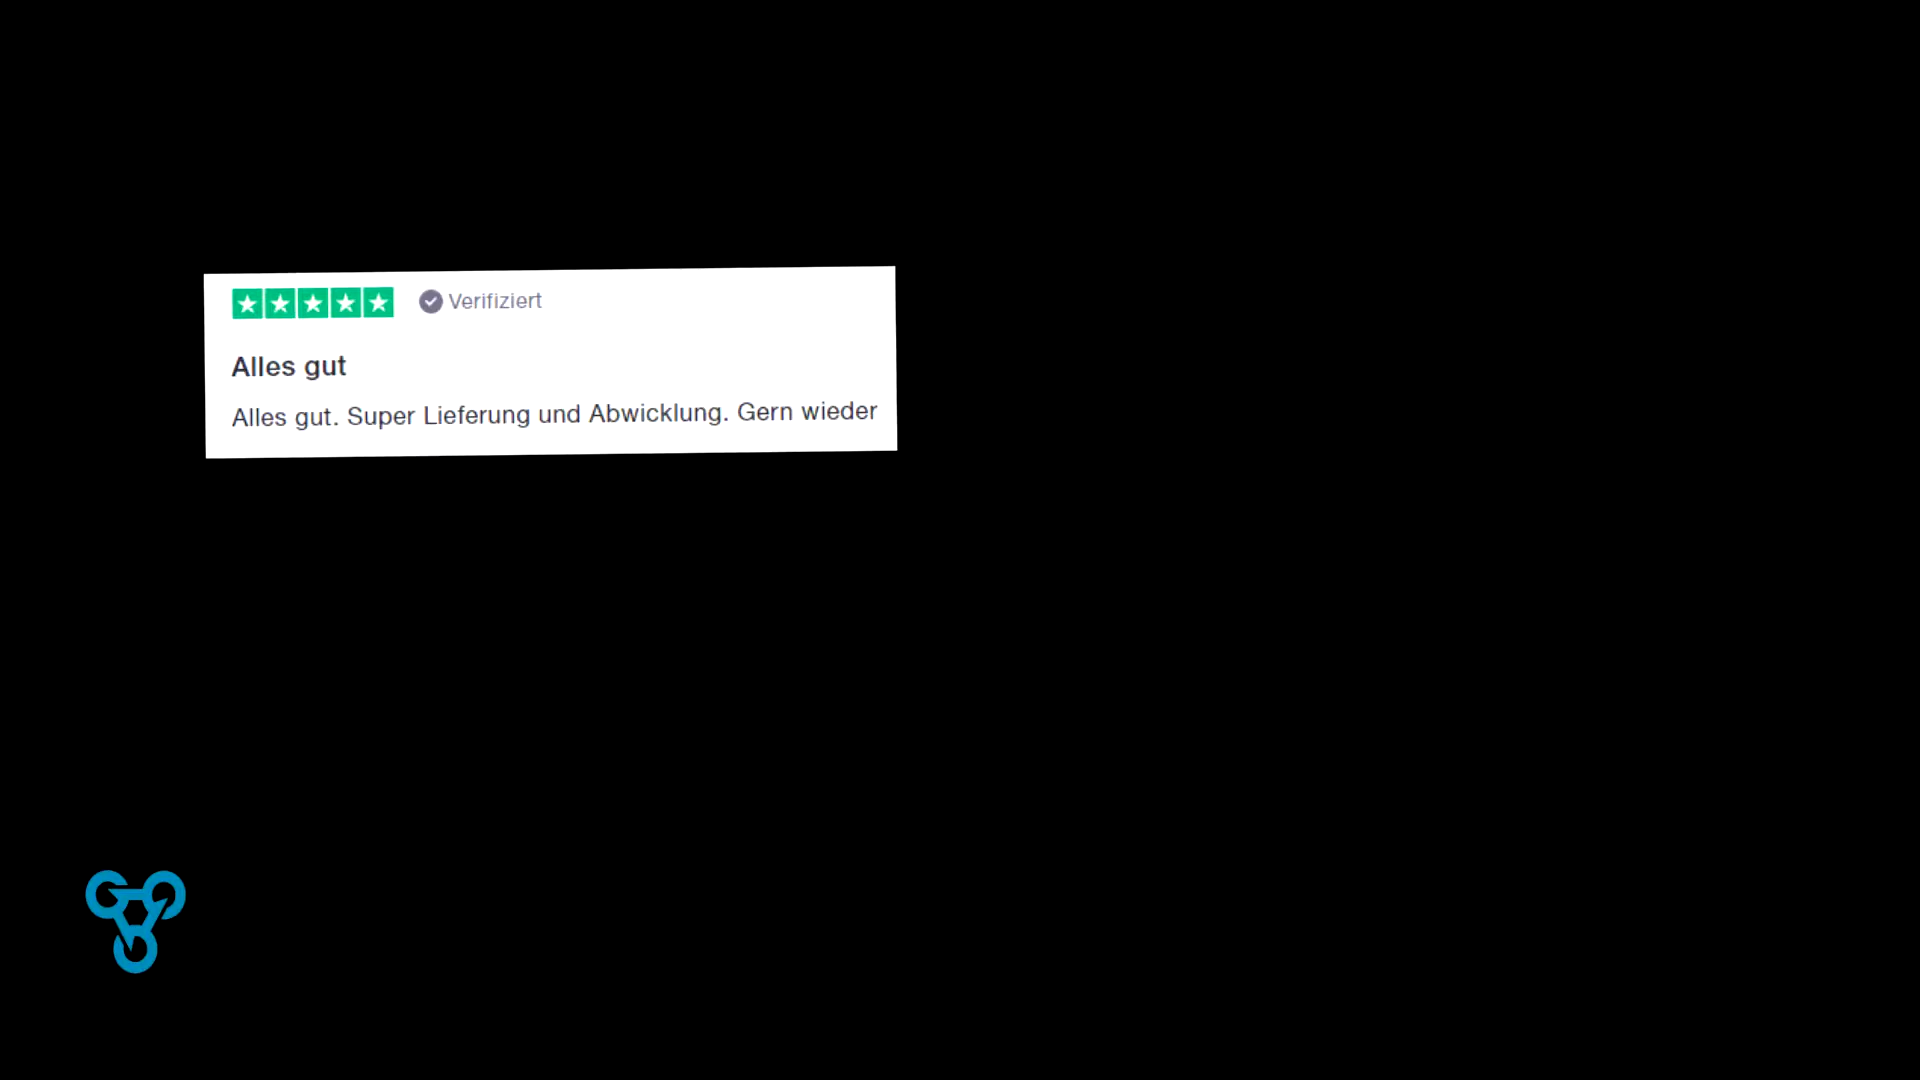 Verifiziert
Alles gut
Alles gut. Super Lieferung und Abwicklung. Gern wieder